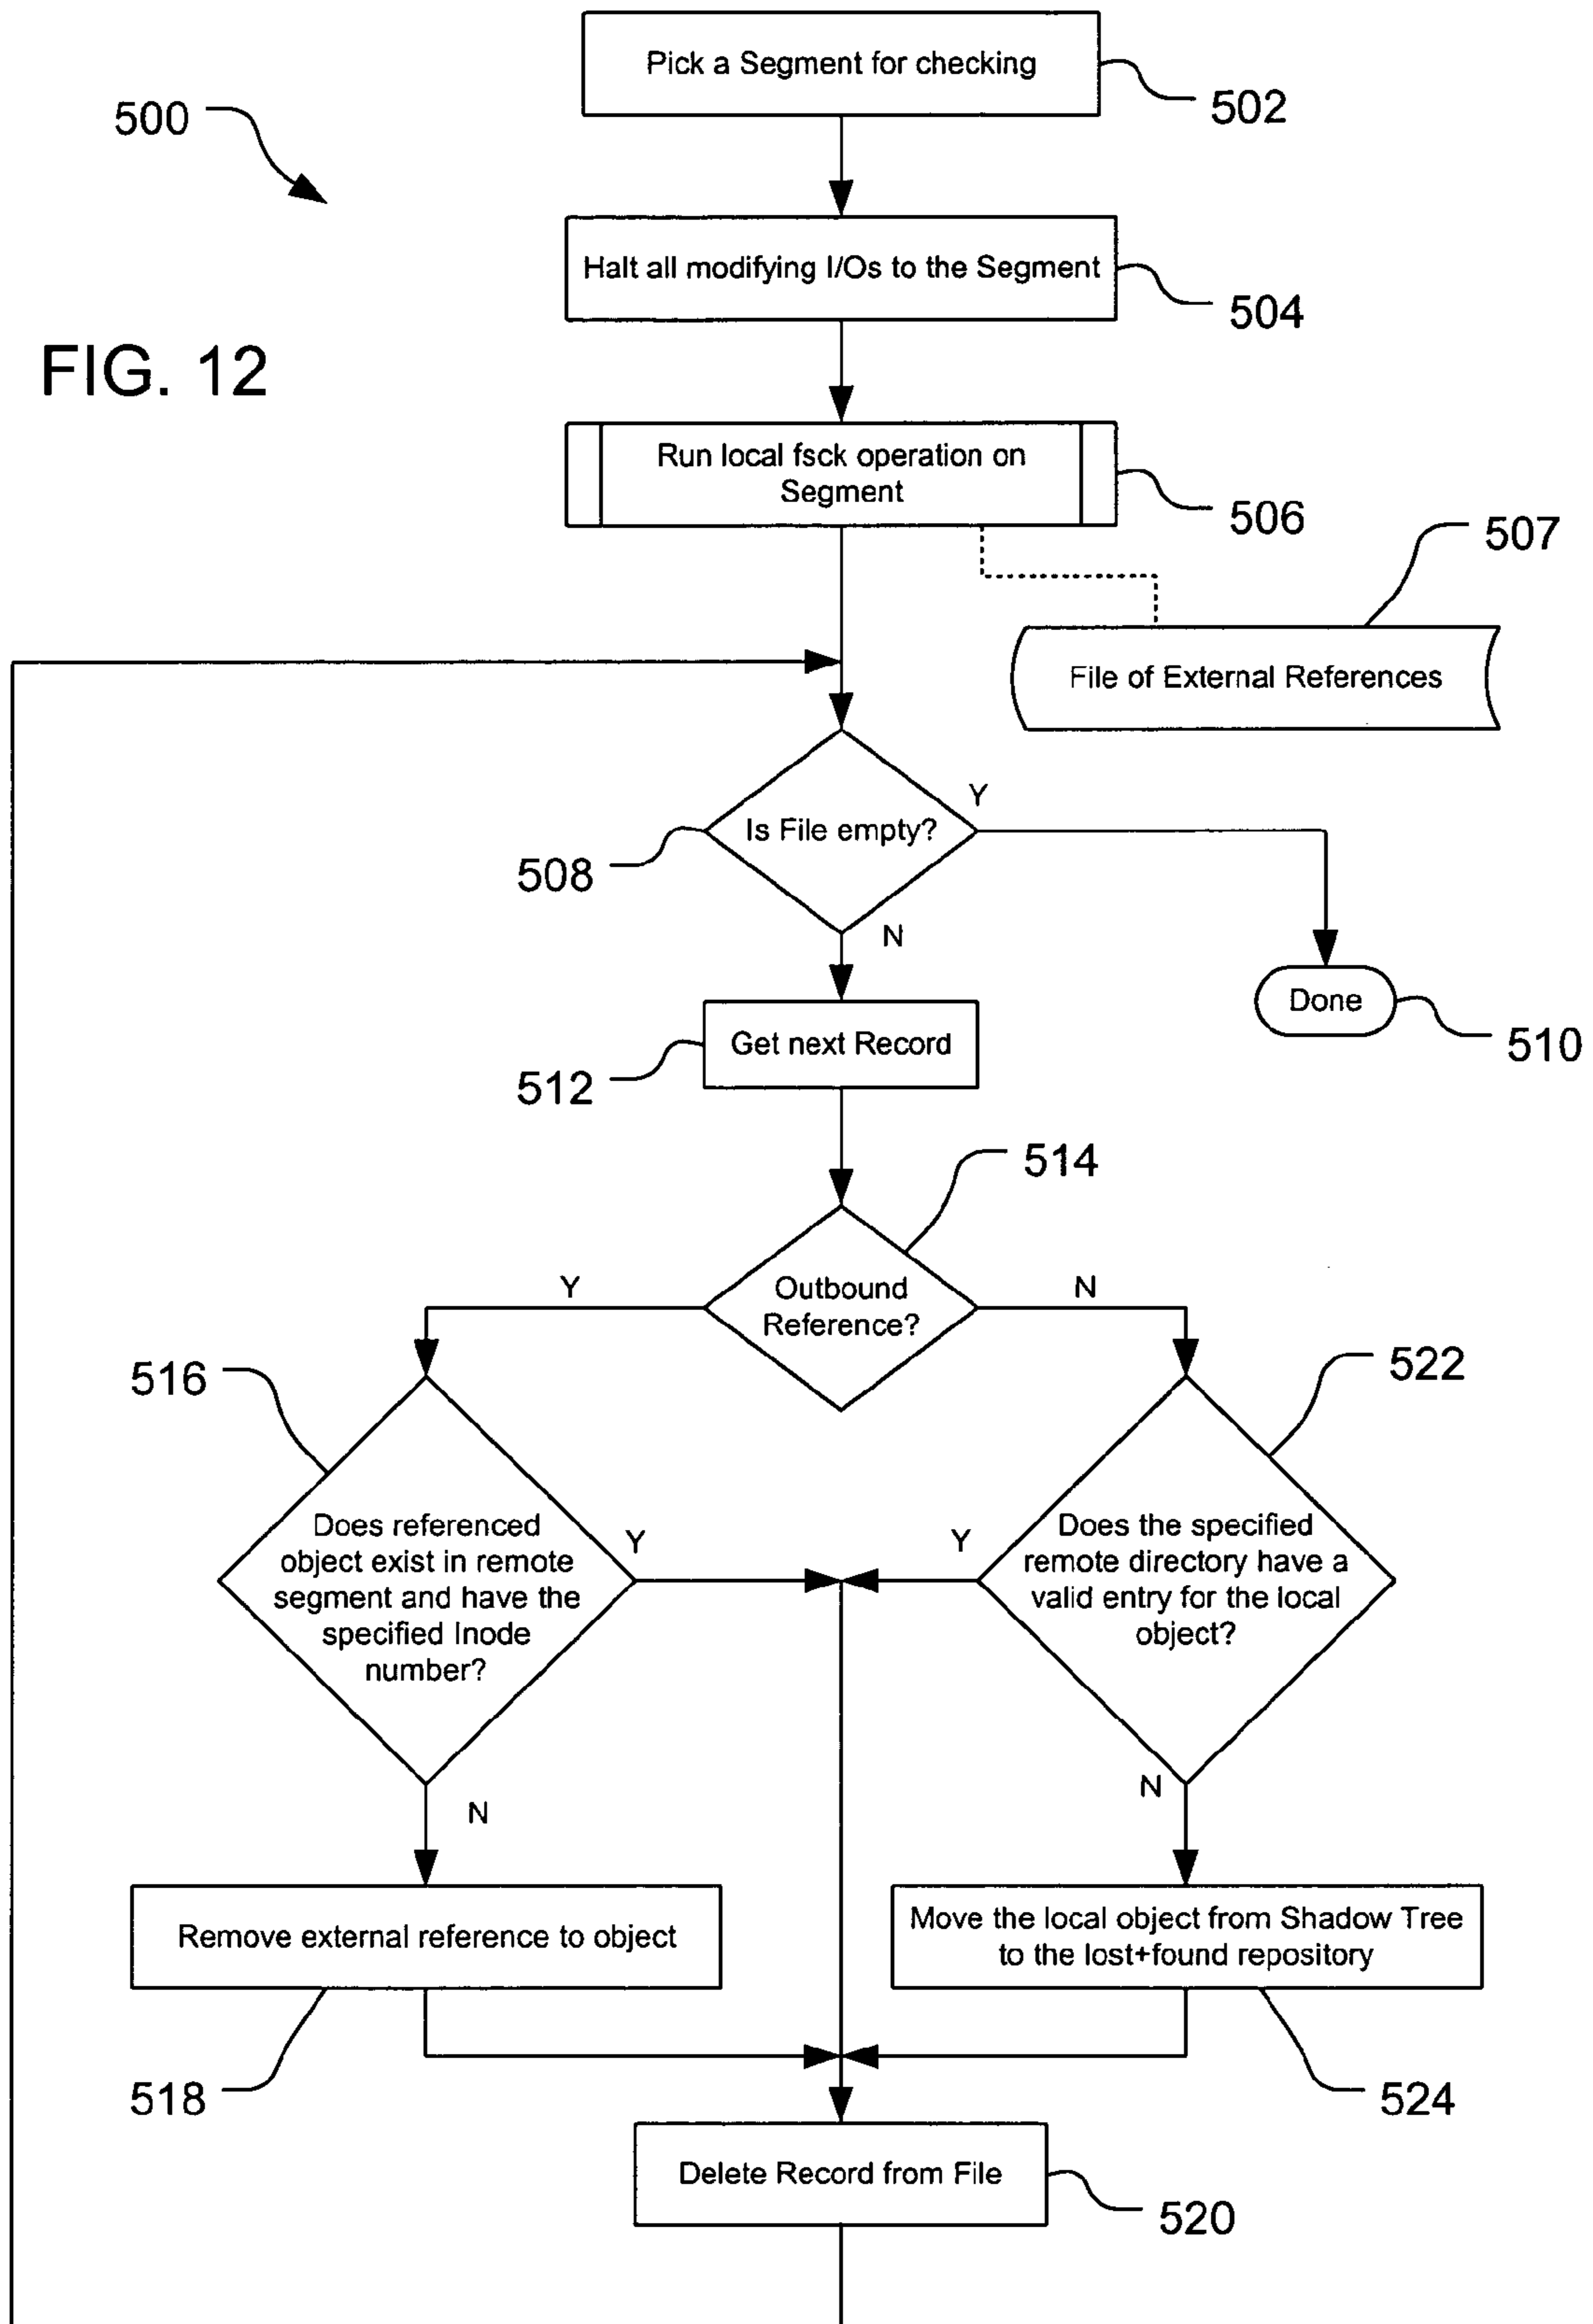 Pick a Segment for checking
502
500
Halt all modifying I/Os to the Segment
504
FIG. 12
Run local fsck operation on
Segment
506
507
File of External References
Is File empty?
Y
508
N
Done
510
Get next Record
512
514
Outbound
Reference?
Y
N
516
522
Does referenced
object exist in remote
segment and have the
specified Inode
number?
Y
Does the specified
remote directory have a
valid entry for the local
object?
Y
N
N
Remove external reference to object
518
Move the local object from Shadow Tree
to the lost+found repository
524
Delete Record from File
520